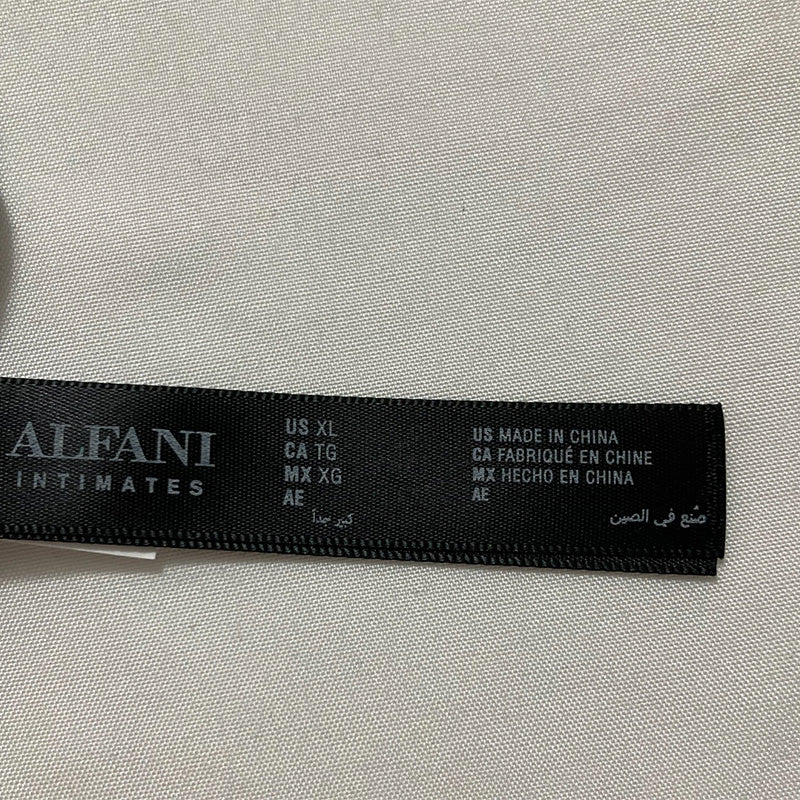 ALFANI
INTIMATES
US XL
CA TG
MX XG
AE
كبير جداً
US MADE IN CHINA
CA FABRIQUÉ EN CHINE
MX HECHO EN CHINA
AE
صُنع في الصين